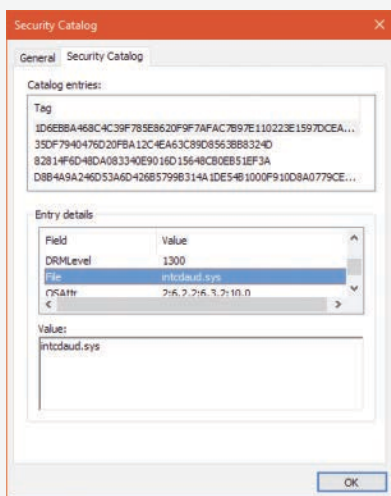 Security Catalog
General Security Catalog
Catalog entries:
Tag
1D6EBBA468C4C39F785E8620F9F7AFAC7B97E110223E1597DCEA...
35DF7940476D20FBA12C4EA63C89D8563BB8324D
82814F6D48DA083340E9016D15648CB0EB51EF3A
D8B4A9A246D53A6D426B5799B314A1DE54B1000F910D8A0779CE...
Entry details
Field Value
DRMLevel 1300
File intcdaud.sys
OSAttr 2:6.2,2:6.3,2:10.0
Value:
intcdaud.sys
OK